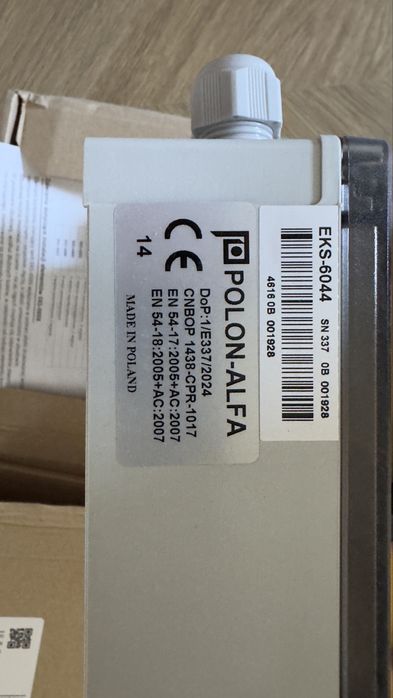 EKS-6044 SN 337 0B 001928
4616 0B 001928
POLON-ALFA
DoP:1/E337/2024
CNBOP 1438-CPR-1017
EN 54-17:2005+AC:2007
EN 54-18:2005+AC:2007
CE
14
MADE IN POLAND